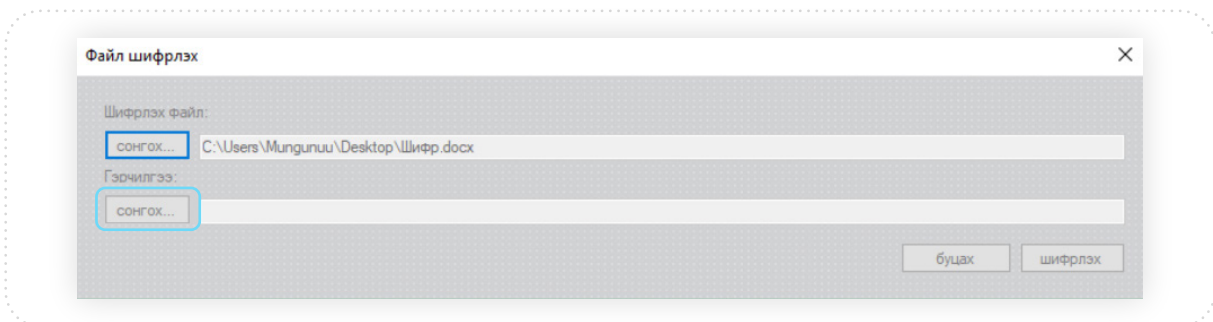 Файл шифрлэх
Шифрлэх файл:
сонгох... C:\Users\Mungunuu\Desktop\Шифр.docx
Гэрчилгээ:
сонгох...
буцах шифрлэх